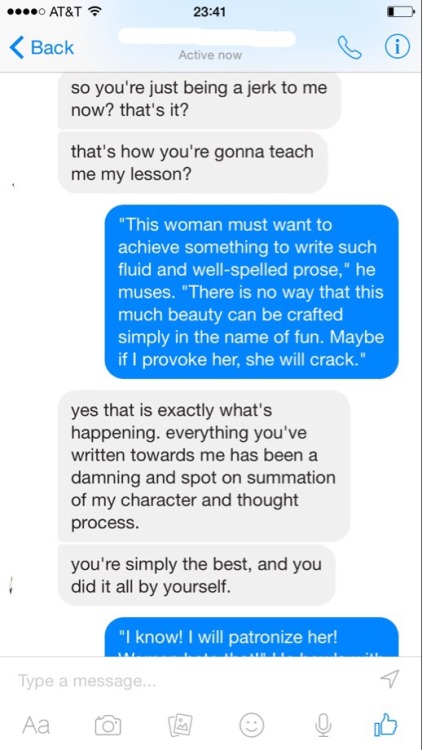 AT&T 23:41
Back Active now
so you're just being a jerk to me
now? that's it?
that's how you're gonna teach
me my lesson?
"This woman must want to
achieve something to write such
fluid and well-spelled prose," he
muses. "There is no way that this
much beauty can be crafted
simply in the name of fun. Maybe
if I provoke her, she will crack."
yes that is exactly what's
happening. everything you've
written towards me has been a
damning and spot on summation
of my character and thought
process.
you're simply the best, and you
did it all by yourself.
"I know! I will patronize her!
Type a message...
Aa